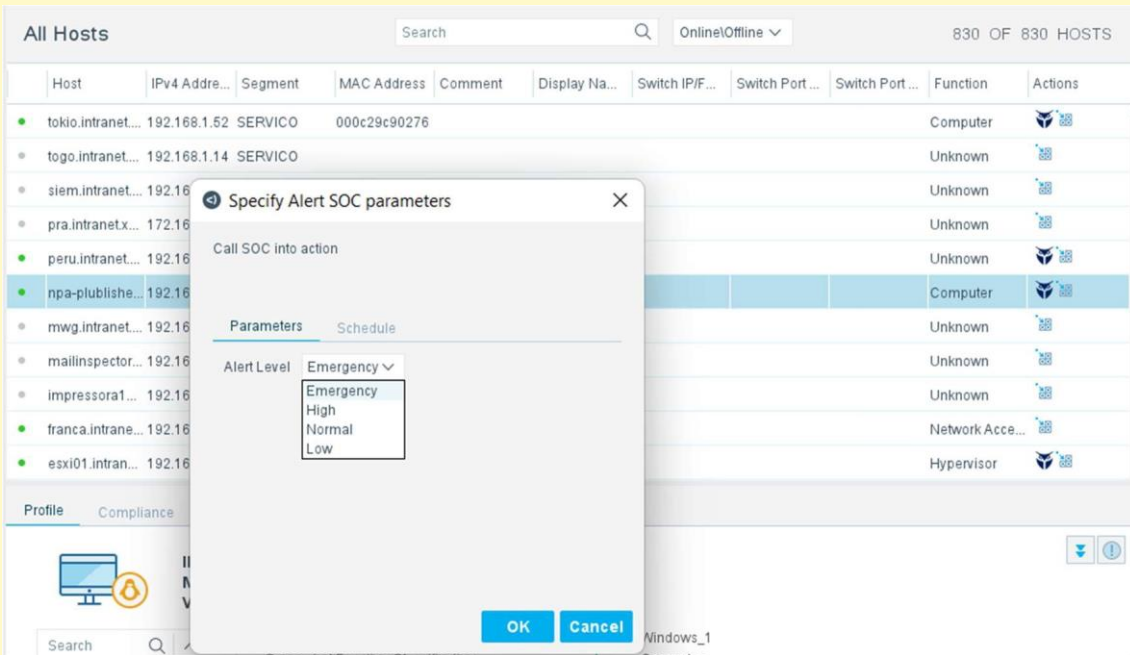 All Hosts
Search
Online\Offline
830 OF 830 HOSTS
Host IPv4 Addre... Segment MAC Address Comment Display Na... Switch IP/F... Switch Port ... Switch Port ... Function Actions
tokio.intranet.... 192.168.1.52 SERVICO 000c29c90276 Computer
togo.intranet.... 192.168.1.14 SERVICO Unknown
siem.intranet... 192.16 Unknown
pra.intranet.x... 172.16 Unknown
peru.intranet.... 192.16 Unknown
npa-plublishe... 192.16 Computer
mwg.intranet.... 192.16 Unknown
mailinspector... 192.16 Unknown
impressora1... 192.16 Unknown
franca.intrane... 192.16 Network Acce...
esxi01.intran... 192.16 Hypervisor
Specify Alert SOC parameters
Call SOC into action
Parameters Schedule
Alert Level Emergency
Emergency
High
Normal
Low
OK Cancel
Profile Compliance
Search
Windows_1